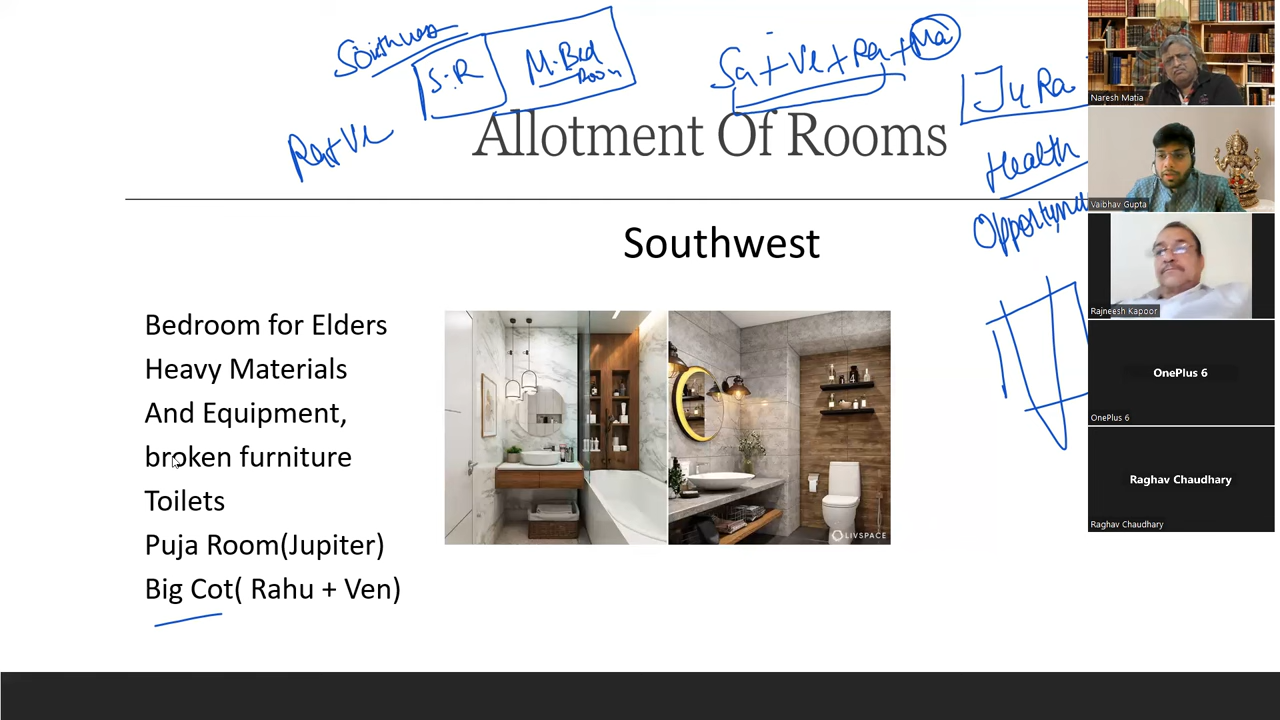 Southwes
S.R
M.Bed
Room
Ra+Ve
Sa+Ve+Ra+Ma
Ju Ra
Health
Allotment Of Rooms
Southwest
Bedroom for Elders
Heavy Materials
And Equipment,
broken furniture
Toilets
Puja Room(Jupiter)
Big Cot( Rahu + Ven)
LIVSPACE
Naresh Matia
Vaibhav Gupta
Rajneesh Kapoor
OnePlus 6
OnePlus 6
Raghav Chaudhary
Raghav Chaudhary